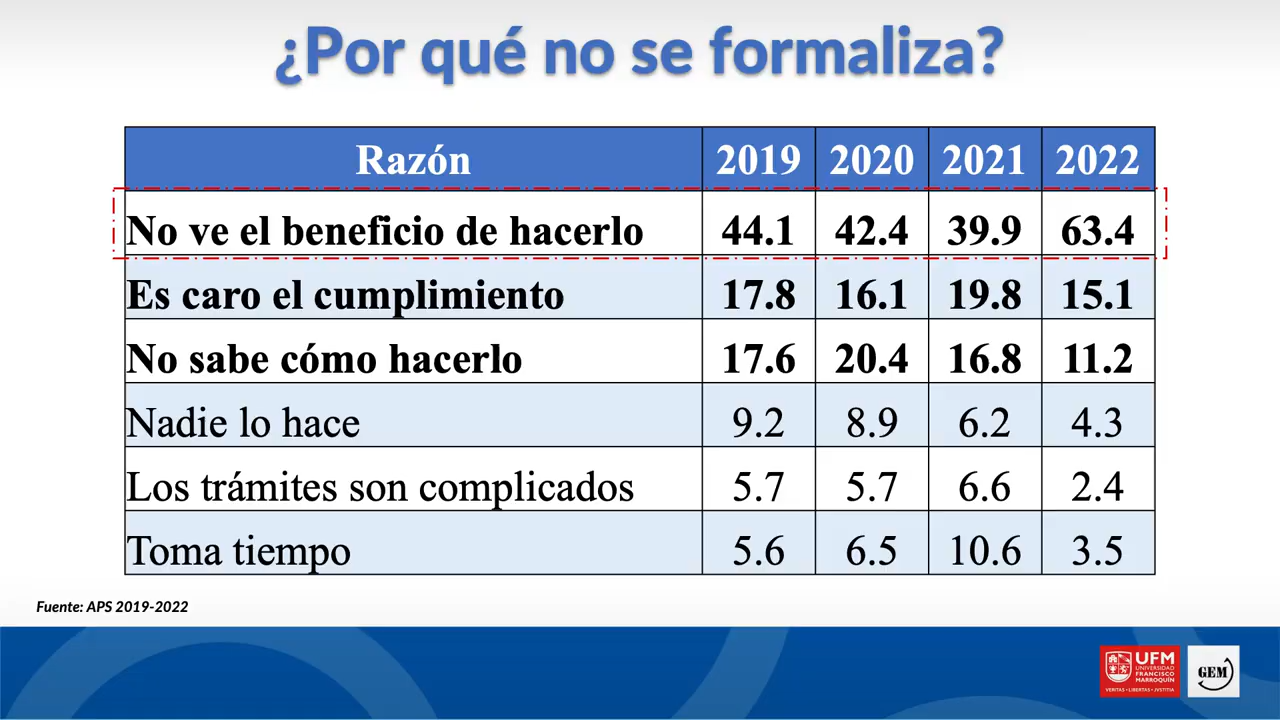 ¿Por qué no se formaliza?
Razón 2019 2020 2021 2022
No ve el beneficio de hacerlo 44.1 42.4 39.9 63.4
Es caro el cumplimiento 17.8 16.1 19.8 15.1
No sabe cómo hacerlo 17.6 20.4 16.8 11.2
Nadie lo hace 9.2 8.9 6.2 4.3
Los trámites son complicados 5.7 5.7 6.6 2.4
Toma tiempo 5.6 6.5 10.6 3.5
Fuente: APS 2019-2022
UFM
UNIVERSIDAD
FRANCISCO
MARROQUÍN
VERITAS • LIBERTAS • JVSTITIA
GEM